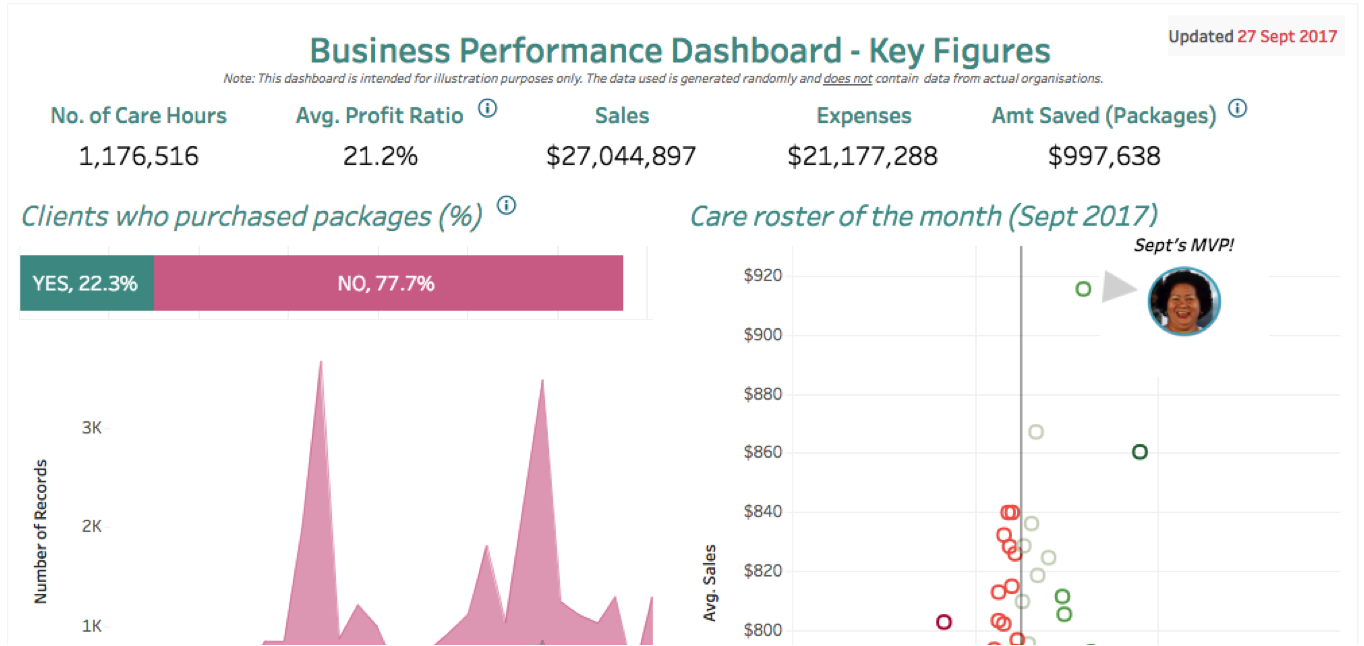 Updated 27 Sept 2017
Business Performance Dashboard - Key Figures
Note: This dashboard is intended for illustration purposes only. The data used is generated randomly and does not contain data from actual organisations.
No. of Care Hours
Avg. Profit Ratio
Sales
Expenses
Amt Saved (Packages)
1,176,516
21.2%
$27,044,897
$21,177,288
$997,638
Clients who purchased packages (%)
YES, 22.3%
NO, 77.7%
Number of Records
3K
2K
1K
Care roster of the month (Sept 2017)
Sept's MVP!
Avg. Sales
$920
$900
$880
$860
$840
$820
$800